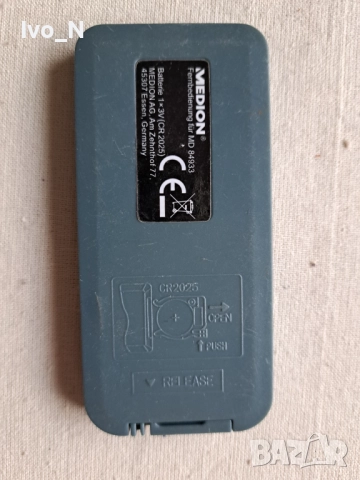 Ivo_N
MEDION®
Fernbedienung für MD 84933
Batterie 1×3V (CR 2025)
MEDION AG, Am Zehnthof 77,
45307 Essen, Germany
CE
CR2025
OPEN
PUSH
RELEASE
BAZAR